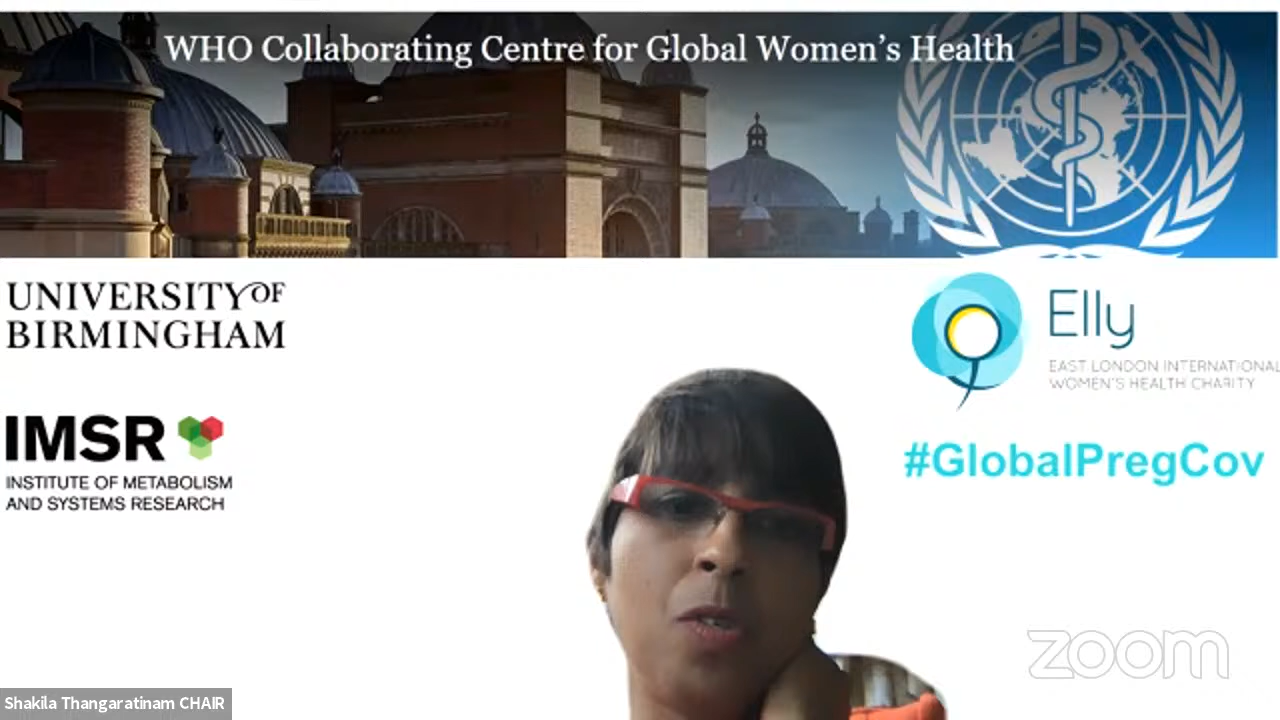 WHO Collaborating Centre for Global Women’s Health
UNIVERSITY OF
BIRMINGHAM
Elly
EAST LONDON INTERNATIONAL
WOMEN'S HEALTH CHARITY
IMSR
INSTITUTE OF METABOLISM
AND SYSTEMS RESEARCH
#GlobalPregCov
zoom
Shakila Thangaratinam CHAIR